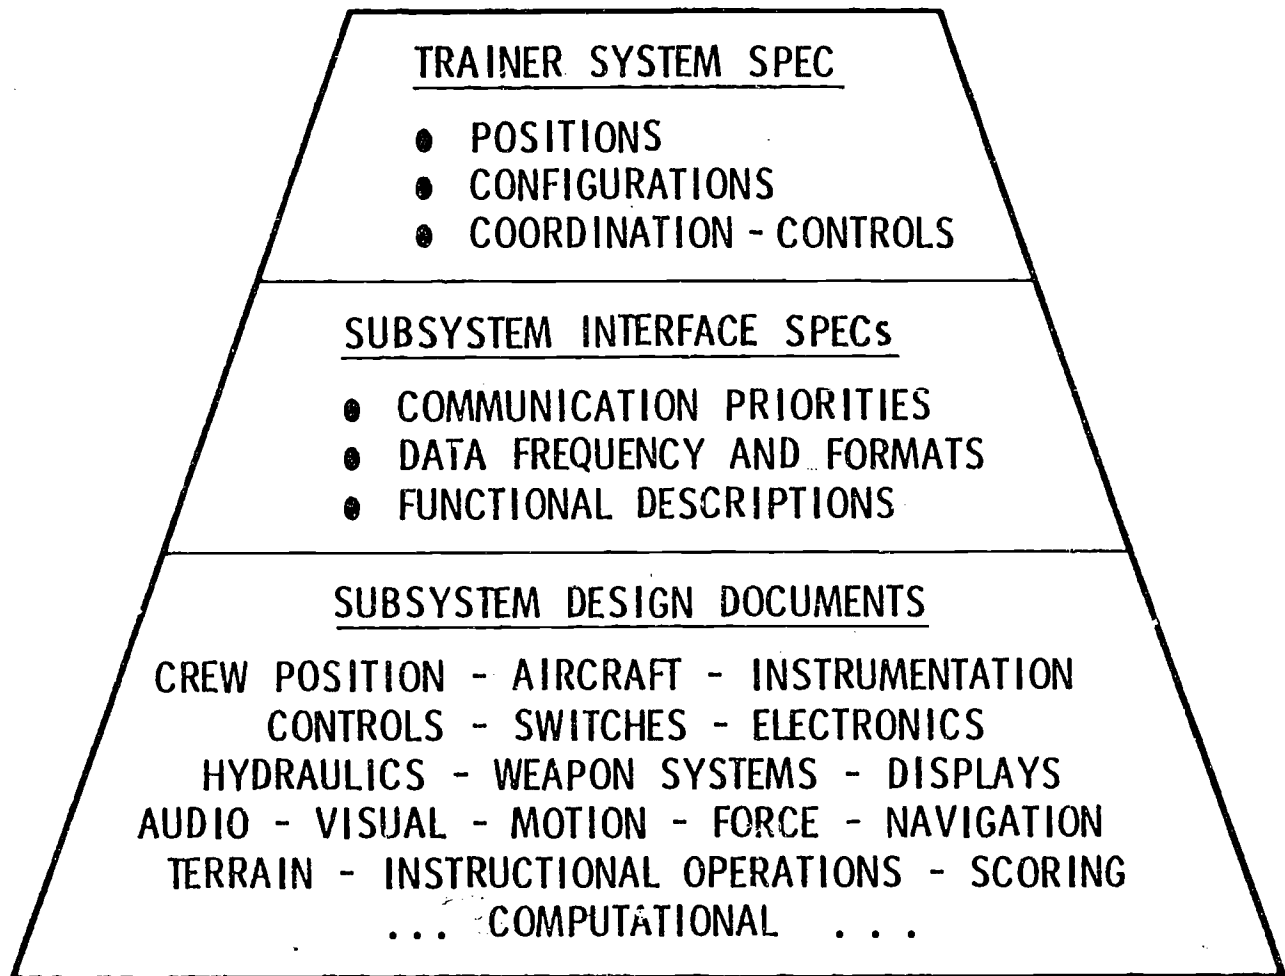 TRAINER SYSTEM SPEC
● POSITIONS
● CONFIGURATIONS
● COORDINATION - CONTROLS
SUBSYSTEM INTERFACE SPECs
● COMMUNICATION PRIORITIES
● DATA FREQUENCY AND FORMATS
● FUNCTIONAL DESCRIPTIONS
SUBSYSTEM DESIGN DOCUMENTS
CREW POSITION - AIRCRAFT - INSTRUMENTATION
CONTROLS - SWITCHES - ELECTRONICS
HYDRAULICS - WEAPON SYSTEMS - DISPLAYS
AUDIO - VISUAL - MOTION - FORCE - NAVIGATION
TERRAIN - INSTRUCTIONAL OPERATIONS - SCORING
... COMPUTATIONAL ...